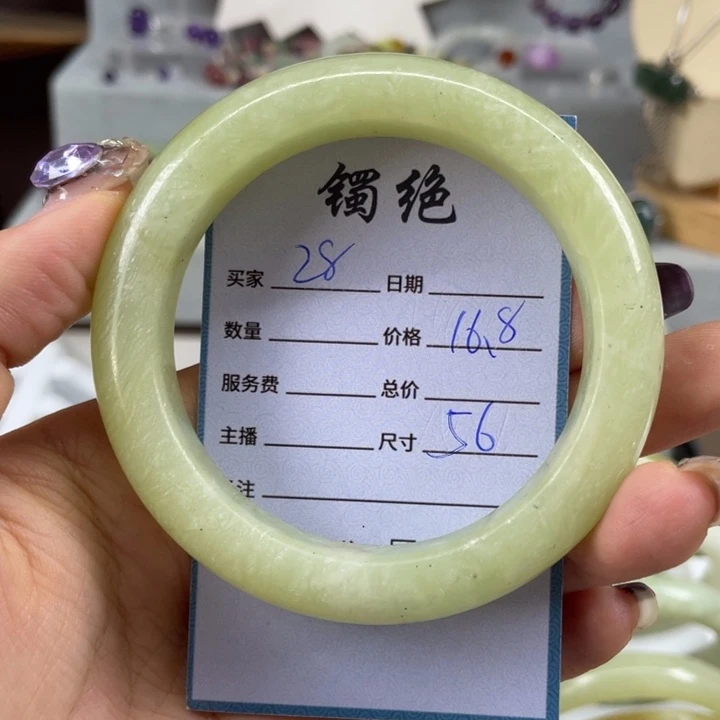 镯绝
买家 28 日期
数量 价格 16.8
服务费 总价
主播 尺寸 56
注